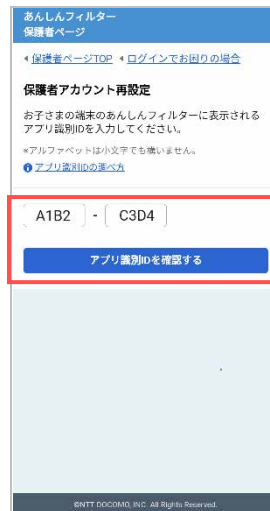 あんしんフィルター
保護者ページ
保護者ページTOP ログインでお困りの場合
保護者アカウント再設定
お子さまの端末のあんしんフィルターに表示される
アプリ識別IDを入力してください。
※アルファベットは小文字でも構いません。
アプリ識別IDの調べ方
A1B2 - C3D4
アプリ識別IDを確認する
©NTT DOCOMO, INC. All Rights Reserved.